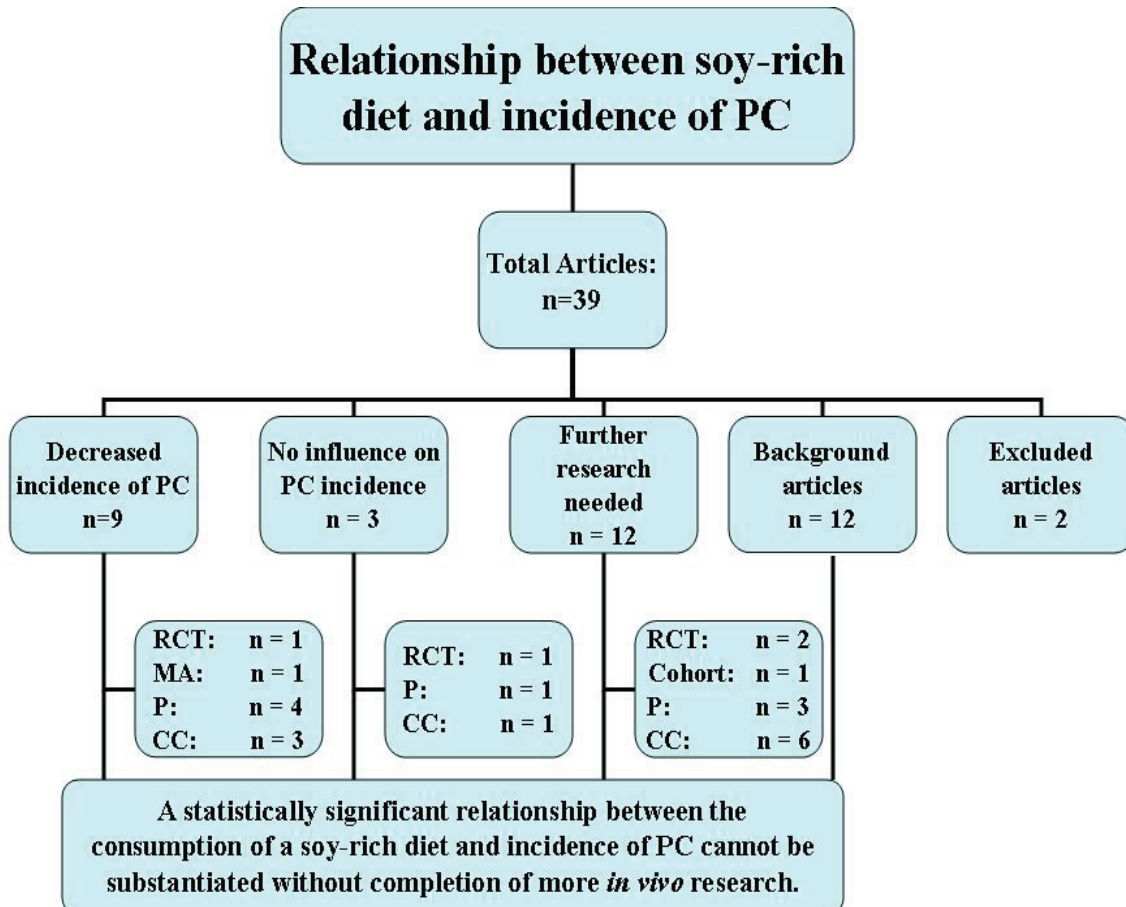 Relationship between soy-rich
diet and incidence of PC
Total Articles:
n=39
Decreased
incidence of PC
n=9
No influence on
PC incidence
n = 3
Further
research
needed
n = 12
Background
articles
n = 12
Excluded
articles
n = 2
RCT: n = 1
MA: n = 1
P: n = 4
CC: n = 3
RCT: n = 1
P: n = 1
CC: n = 1
RCT: n = 2
Cohort: n = 1
P: n = 3
CC: n = 6
A statistically significant relationship between the
consumption of a soy-rich diet and incidence of PC cannot be
substantiated without completion of more in vivo research.